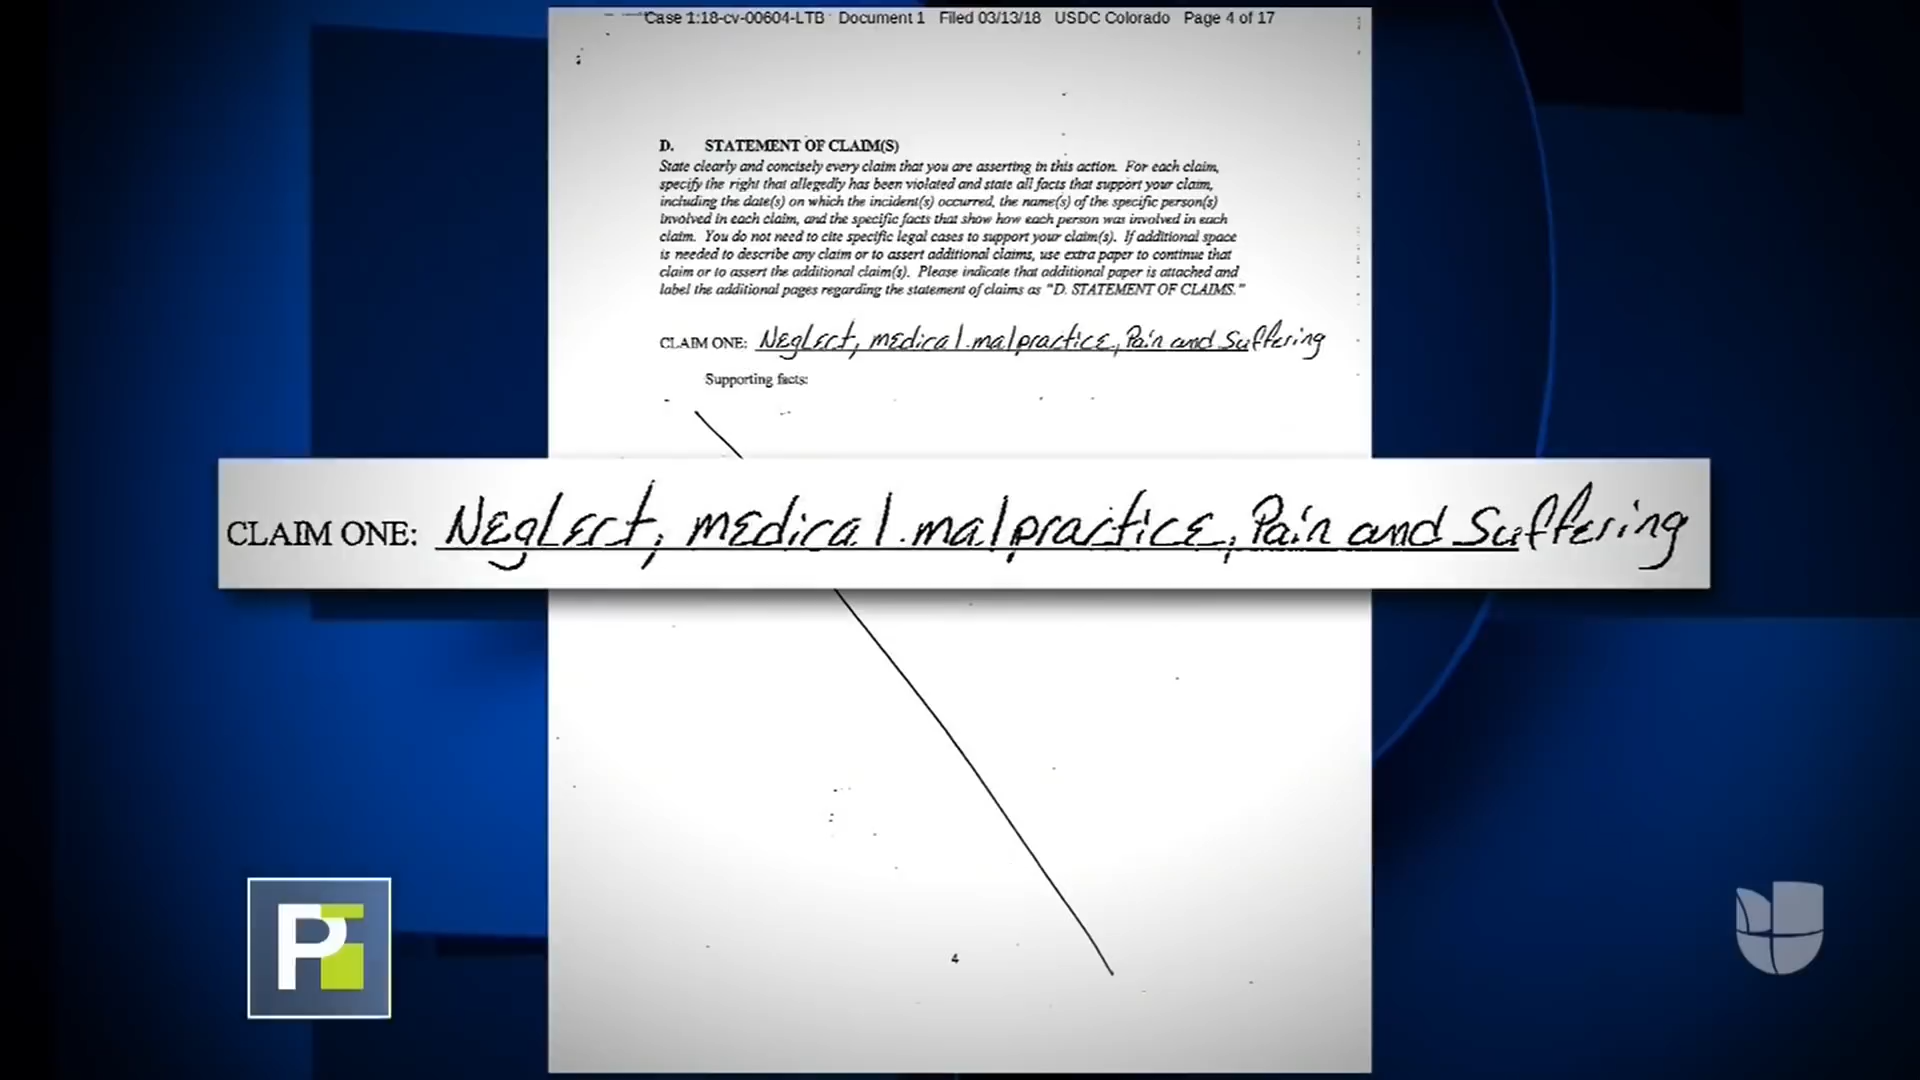 Case 1:18-cv-00604-LTB Document 1 Filed 03/13/18 USDC Colorado Page 4 of 17
D. STATEMENT OF CLAIM(S)
State clearly and concisely every claim that you are asserting in this action. For each claim,
specify the right that allegedly has been violated and state all facts that support your claim,
including the date(s) on which the incident(s) occurred, the name(s) of the specific person(s)
involved in each claim, and the specific facts that show how each person was involved in each
claim. You do not need to cite specific legal cases to support your claim(s). If additional space
is needed to describe any claim or to assert additional claims, use extra paper to continue that
claim or to assert the additional claim(s). Please indicate that additional paper is attached and
label the additional pages regarding the statement of claims as "D. STATEMENT OF CLAIMS."
CLAIM ONE: Neglect, medical malpractice, Pain and Suffering
Supporting facts:
CLAIM ONE: Neglect, medical malpractice, Pain and Suffering
4
P